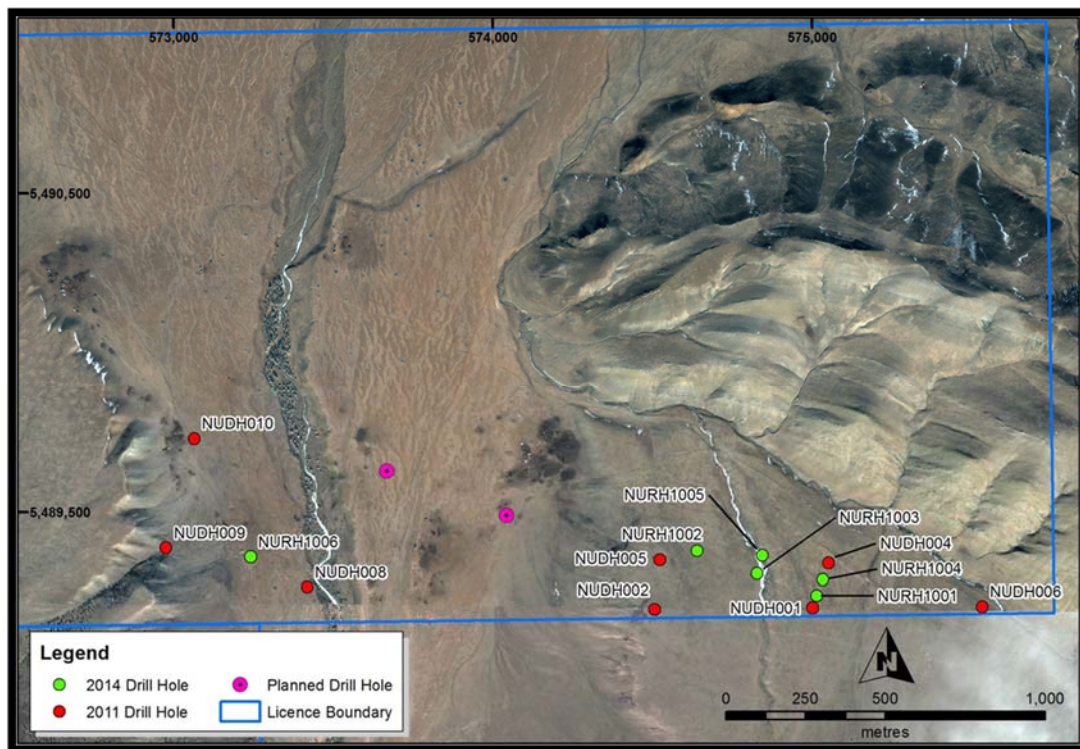 573,000
574,000
575,000
5,490,500
NUDH010
5,489,500
NURH1005
NURH1003
NUDH009
NURH1006
NURH1002
NUDH004
NUDH005
NURH1004
NUDH008
NUDH002
NUDH001
NURH1001
NUDH006
Legend
2014 Drill Hole
Planned Drill Hole
2011 Drill Hole
Licence Boundary
N
0 250 500 1,000
metres